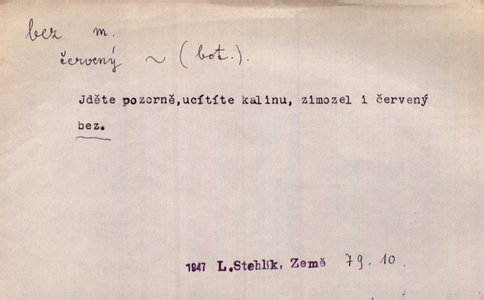 bez m.
červený ~ (bot.).
Jděte pozorně,ucítíte kalinu, zimozel i červený
bez.
1947 L.Stehlík, Země 79.10.